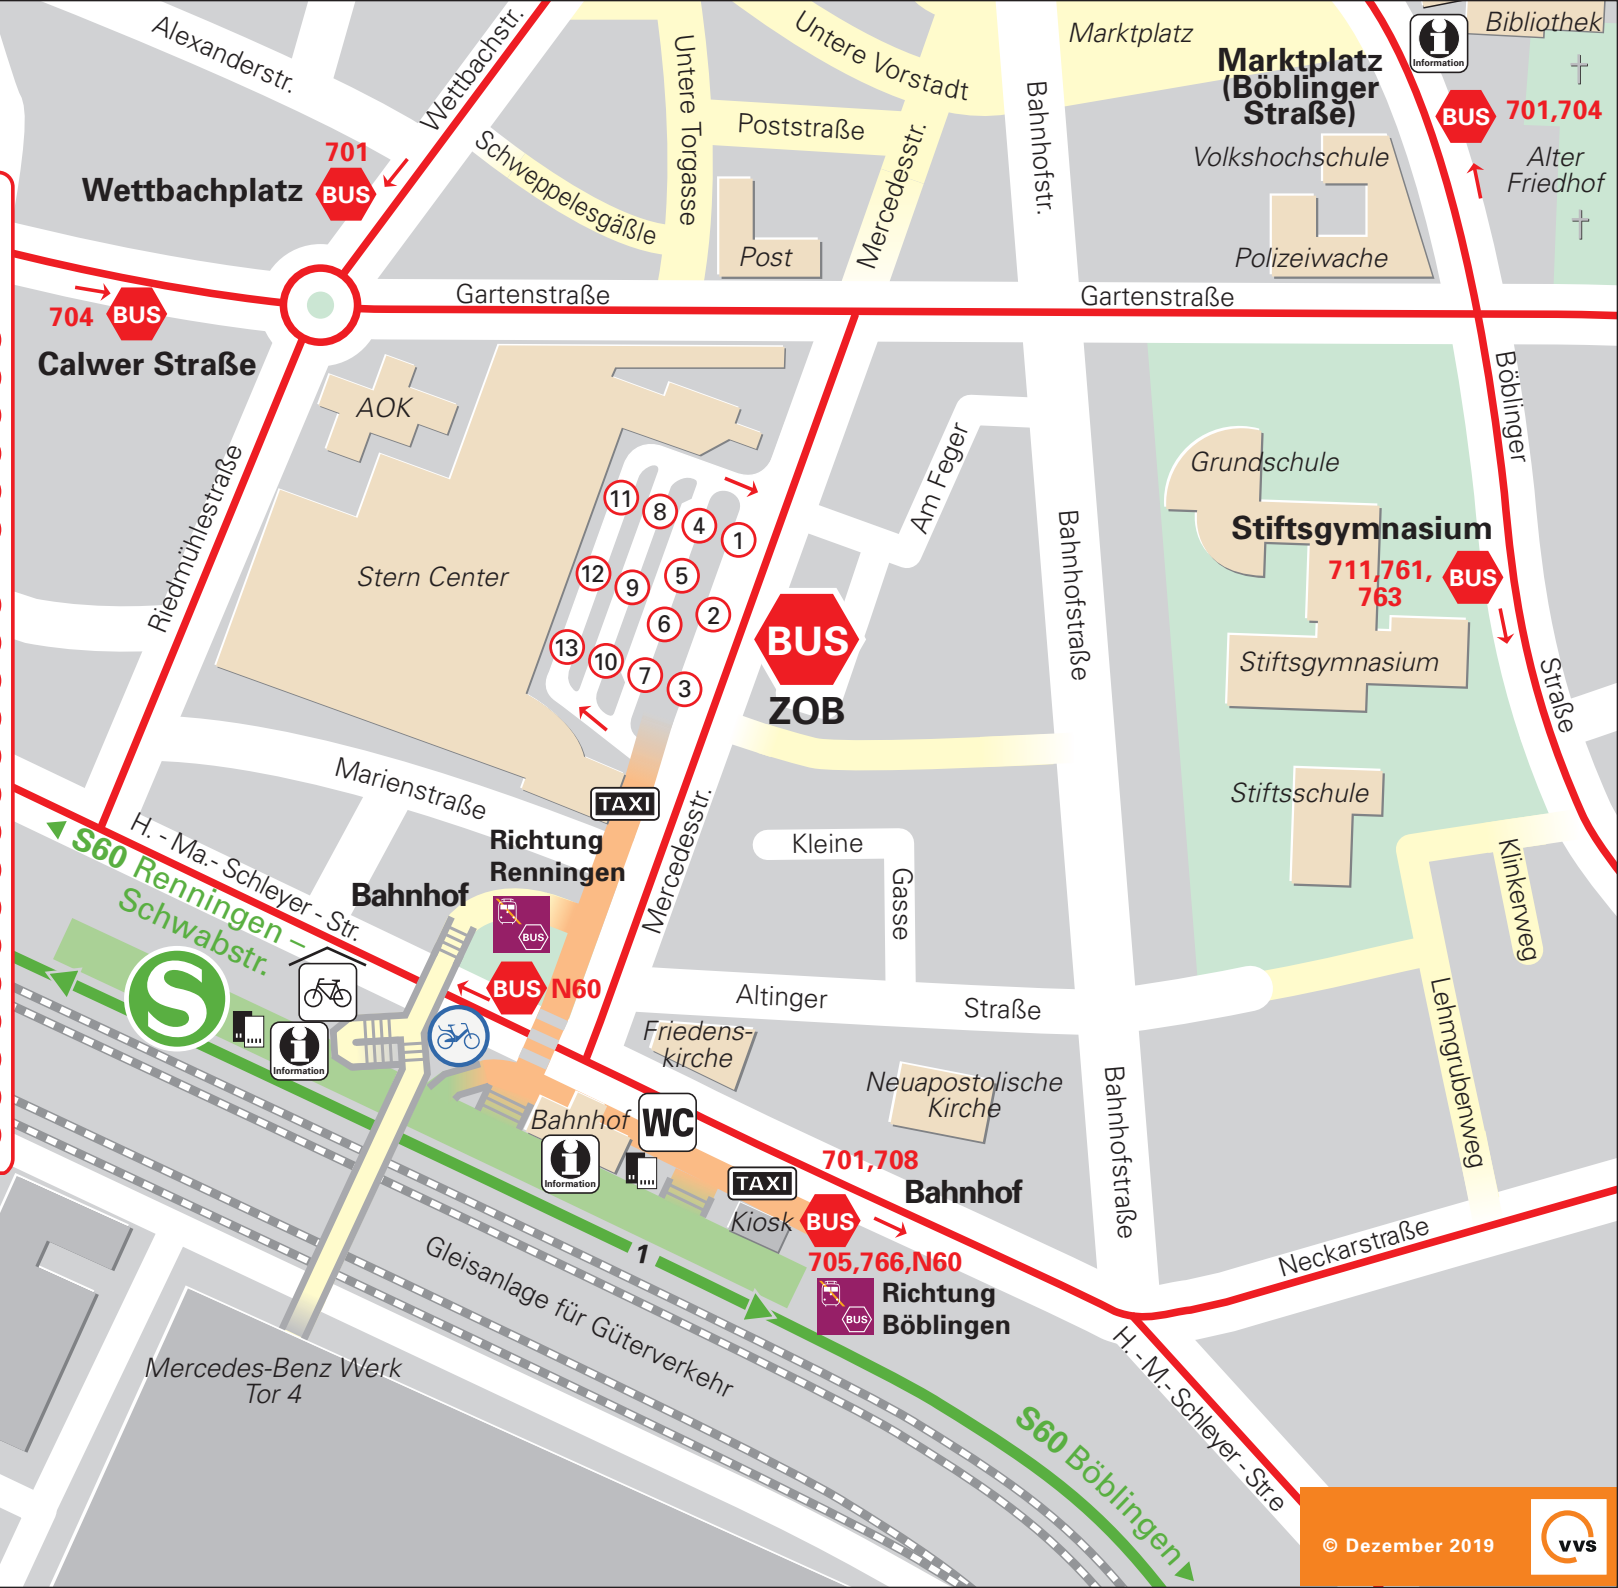 Alexanderstr.
Wettbachstr.
Untere Torgasse
Untere Vorstadt
Marktplatz
Bibliothek
i
Information
Marktplatz
(Böblinger
Straße)
BUS
701,704
Bahnhofstr.
Poststraße
Schweppelesgäßle
Mercedesstr.
Volkshochschule
Alter
Friedhof
701
Wettbachplatz
BUS
Post
Polizeiwache
704
BUS
Calwer Straße
Gartenstraße
Gartenstraße
Böblinger
Straße
AOK
Riedmühlestraße
Stern Center
Am Feger
Grundschule
Stiftsgymnasium
711,761,
763
BUS
11
8
4
1
12
9
5
2
6
13
10
7
3
BUS
ZOB
Bahnhofstraße
Stiftsgymnasium
Stiftsschule
Marienstraße
TAXI
Mercedesstr.
Kleine
Gasse
Klinkerweg
H. - Ma.- Schleyer - Str.
S60 Renningen –
Schwabstr.
Richtung
Renningen
Bahnhof
BUS
BUS
N60
S
i
Information
Altinger
Straße
Friedens-
kirche
Neuapostolische
Kirche
Lehmgrubenweg
Bahnhofstraße
Bahnhof
WC
i
Information
TAXI
Kiosk
701,708
Bahnhof
BUS
705,766,N60
BUS
Richtung
Böblingen
1
Neckarstraße
Gleisanlage für Güterverkehr
Mercedes-Benz Werk
Tor 4
H. - M.- Schleyer - Str.e
S60 Böblingen
© Dezember 2019
vvs